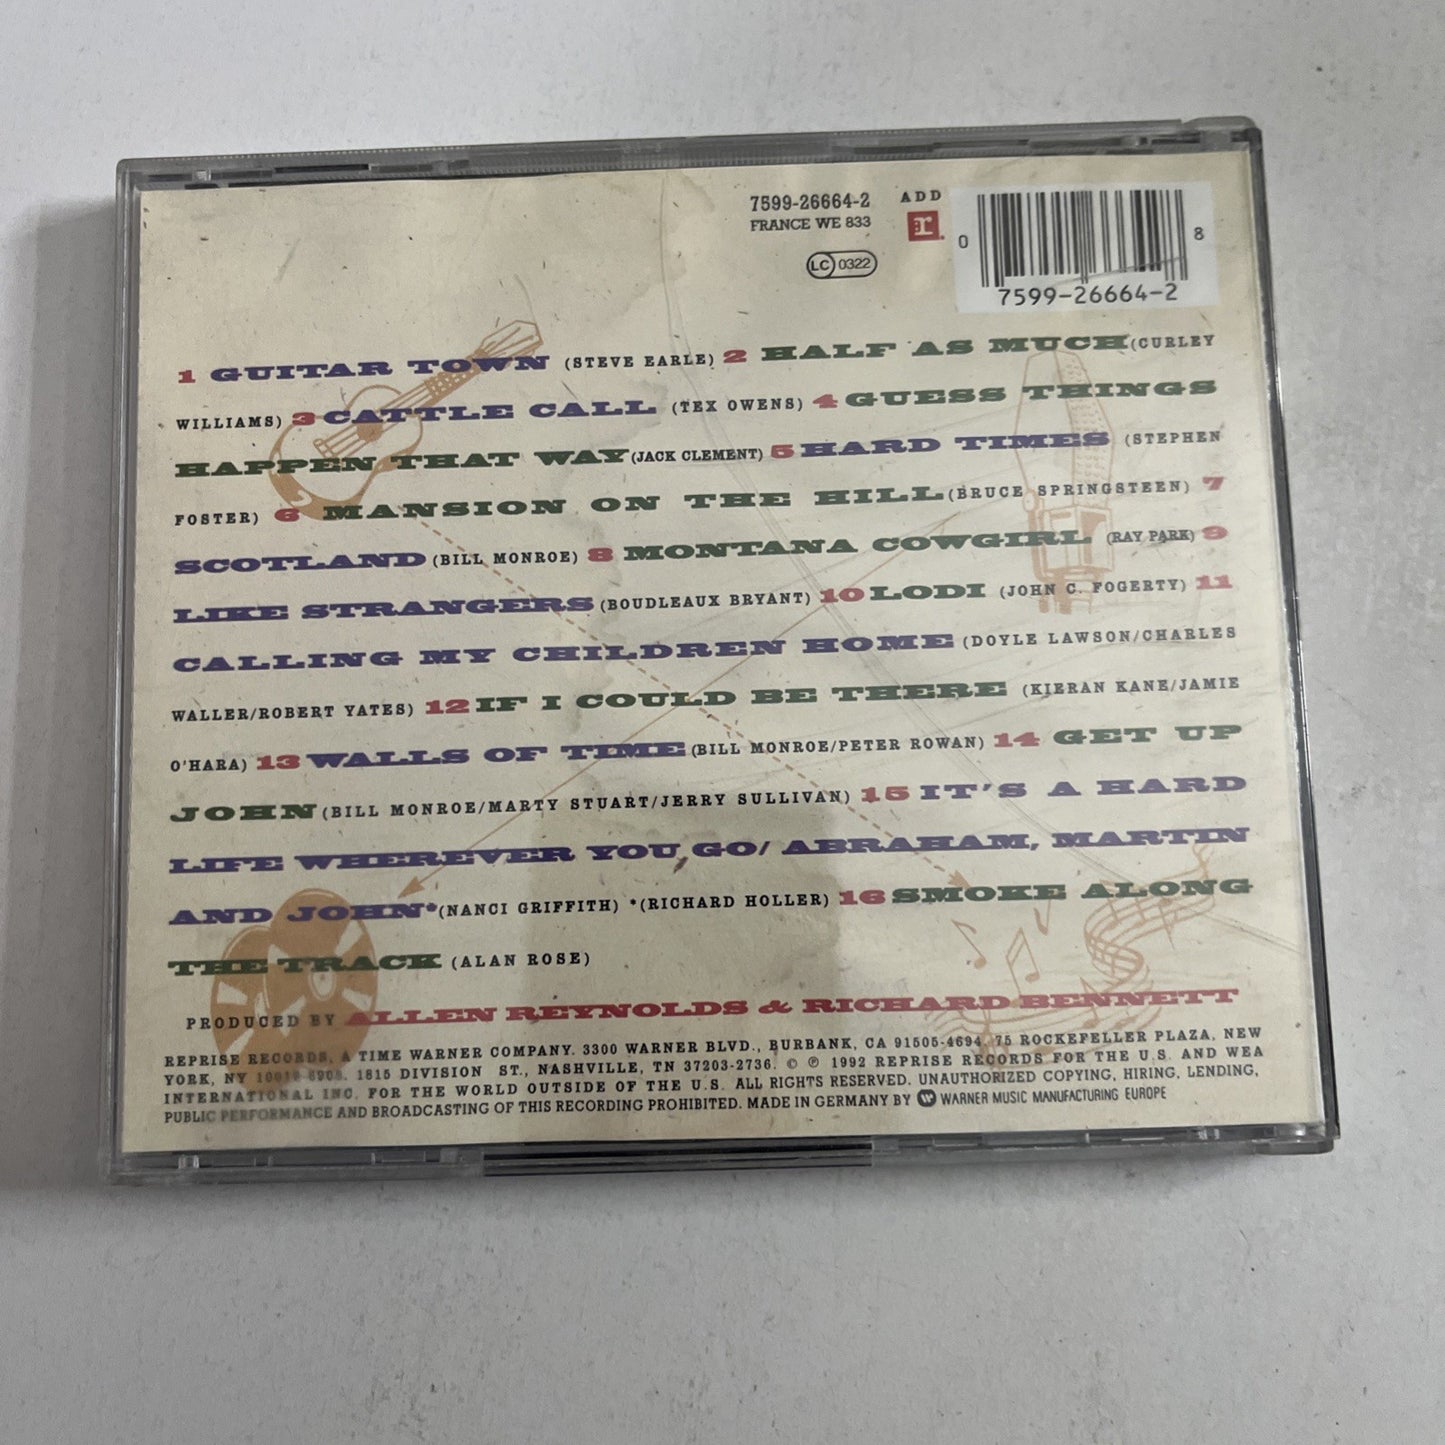 7599-26664-2 ADD
FRANCE WE 833 r
LC 0322
0 8
7599-26664-2
1 GUITAR TOWN (STEVE EARLE) 2 HALF AS MUCH (CURLEY
WILLIAMS) 3 CATTLE CALL (TEX OWENS) 4 GUESS THINGS
HAPPEN THAT WAY (JACK CLEMENT) 5 HARD TIMES (STEPHEN
FOSTER) 6 MANSION ON THE HILL (BRUCE SPRINGSTEEN) 7
SCOTLAND (BILL MONROE) 8 MONTANA COWGIRL (RAY PARK) 9
LIKE STRANGERS (BOUDLEAUX BRYANT) 10 LODI (JOHN C. FOGERTY) 11
CALLING MY CHILDREN HOME (DOYLE LAWSON/CHARLES
WALLER/ROBERT YATES) 12 IF I COULD BE THERE (KIERAN KANE/JAMIE
O'HARA) 13 WALLS OF TIME (BILL MONROE/PETER ROWAN) 14 GET UP
JOHN (BILL MONROE/MARTY STUART/JERRY SULLIVAN) 15 IT'S A HARD
LIFE WHEREVER YOU GO/ ABRAHAM, MARTIN
AND JOHN* (NANCI GRIFFITH) *(RICHARD HOLLER) 16 SMOKE ALONG
THE TRACK (ALAN ROSE)
PRODUCED BY ALLEN REYNOLDS & RICHARD BENNETT
REPRISE RECORDS, A TIME WARNER COMPANY. 3300 WARNER BLVD., BURBANK, CA 91505-4694. 75 ROCKEFELLER PLAZA, NEW
YORK, NY 10019-6908. 1815 DIVISION ST., NASHVILLE, TN 37203-2736. © ℗ 1992 REPRISE RECORDS FOR THE U.S. AND WEA
INTERNATIONAL INC. FOR THE WORLD OUTSIDE OF THE U.S. ALL RIGHTS RESERVED. UNAUTHORIZED COPYING, HIRING, LENDING,
PUBLIC PERFORMANCE AND BROADCASTING OF THIS RECORDING PROHIBITED. MADE IN GERMANY BY WARNER MUSIC MANUFACTURING EUROPE